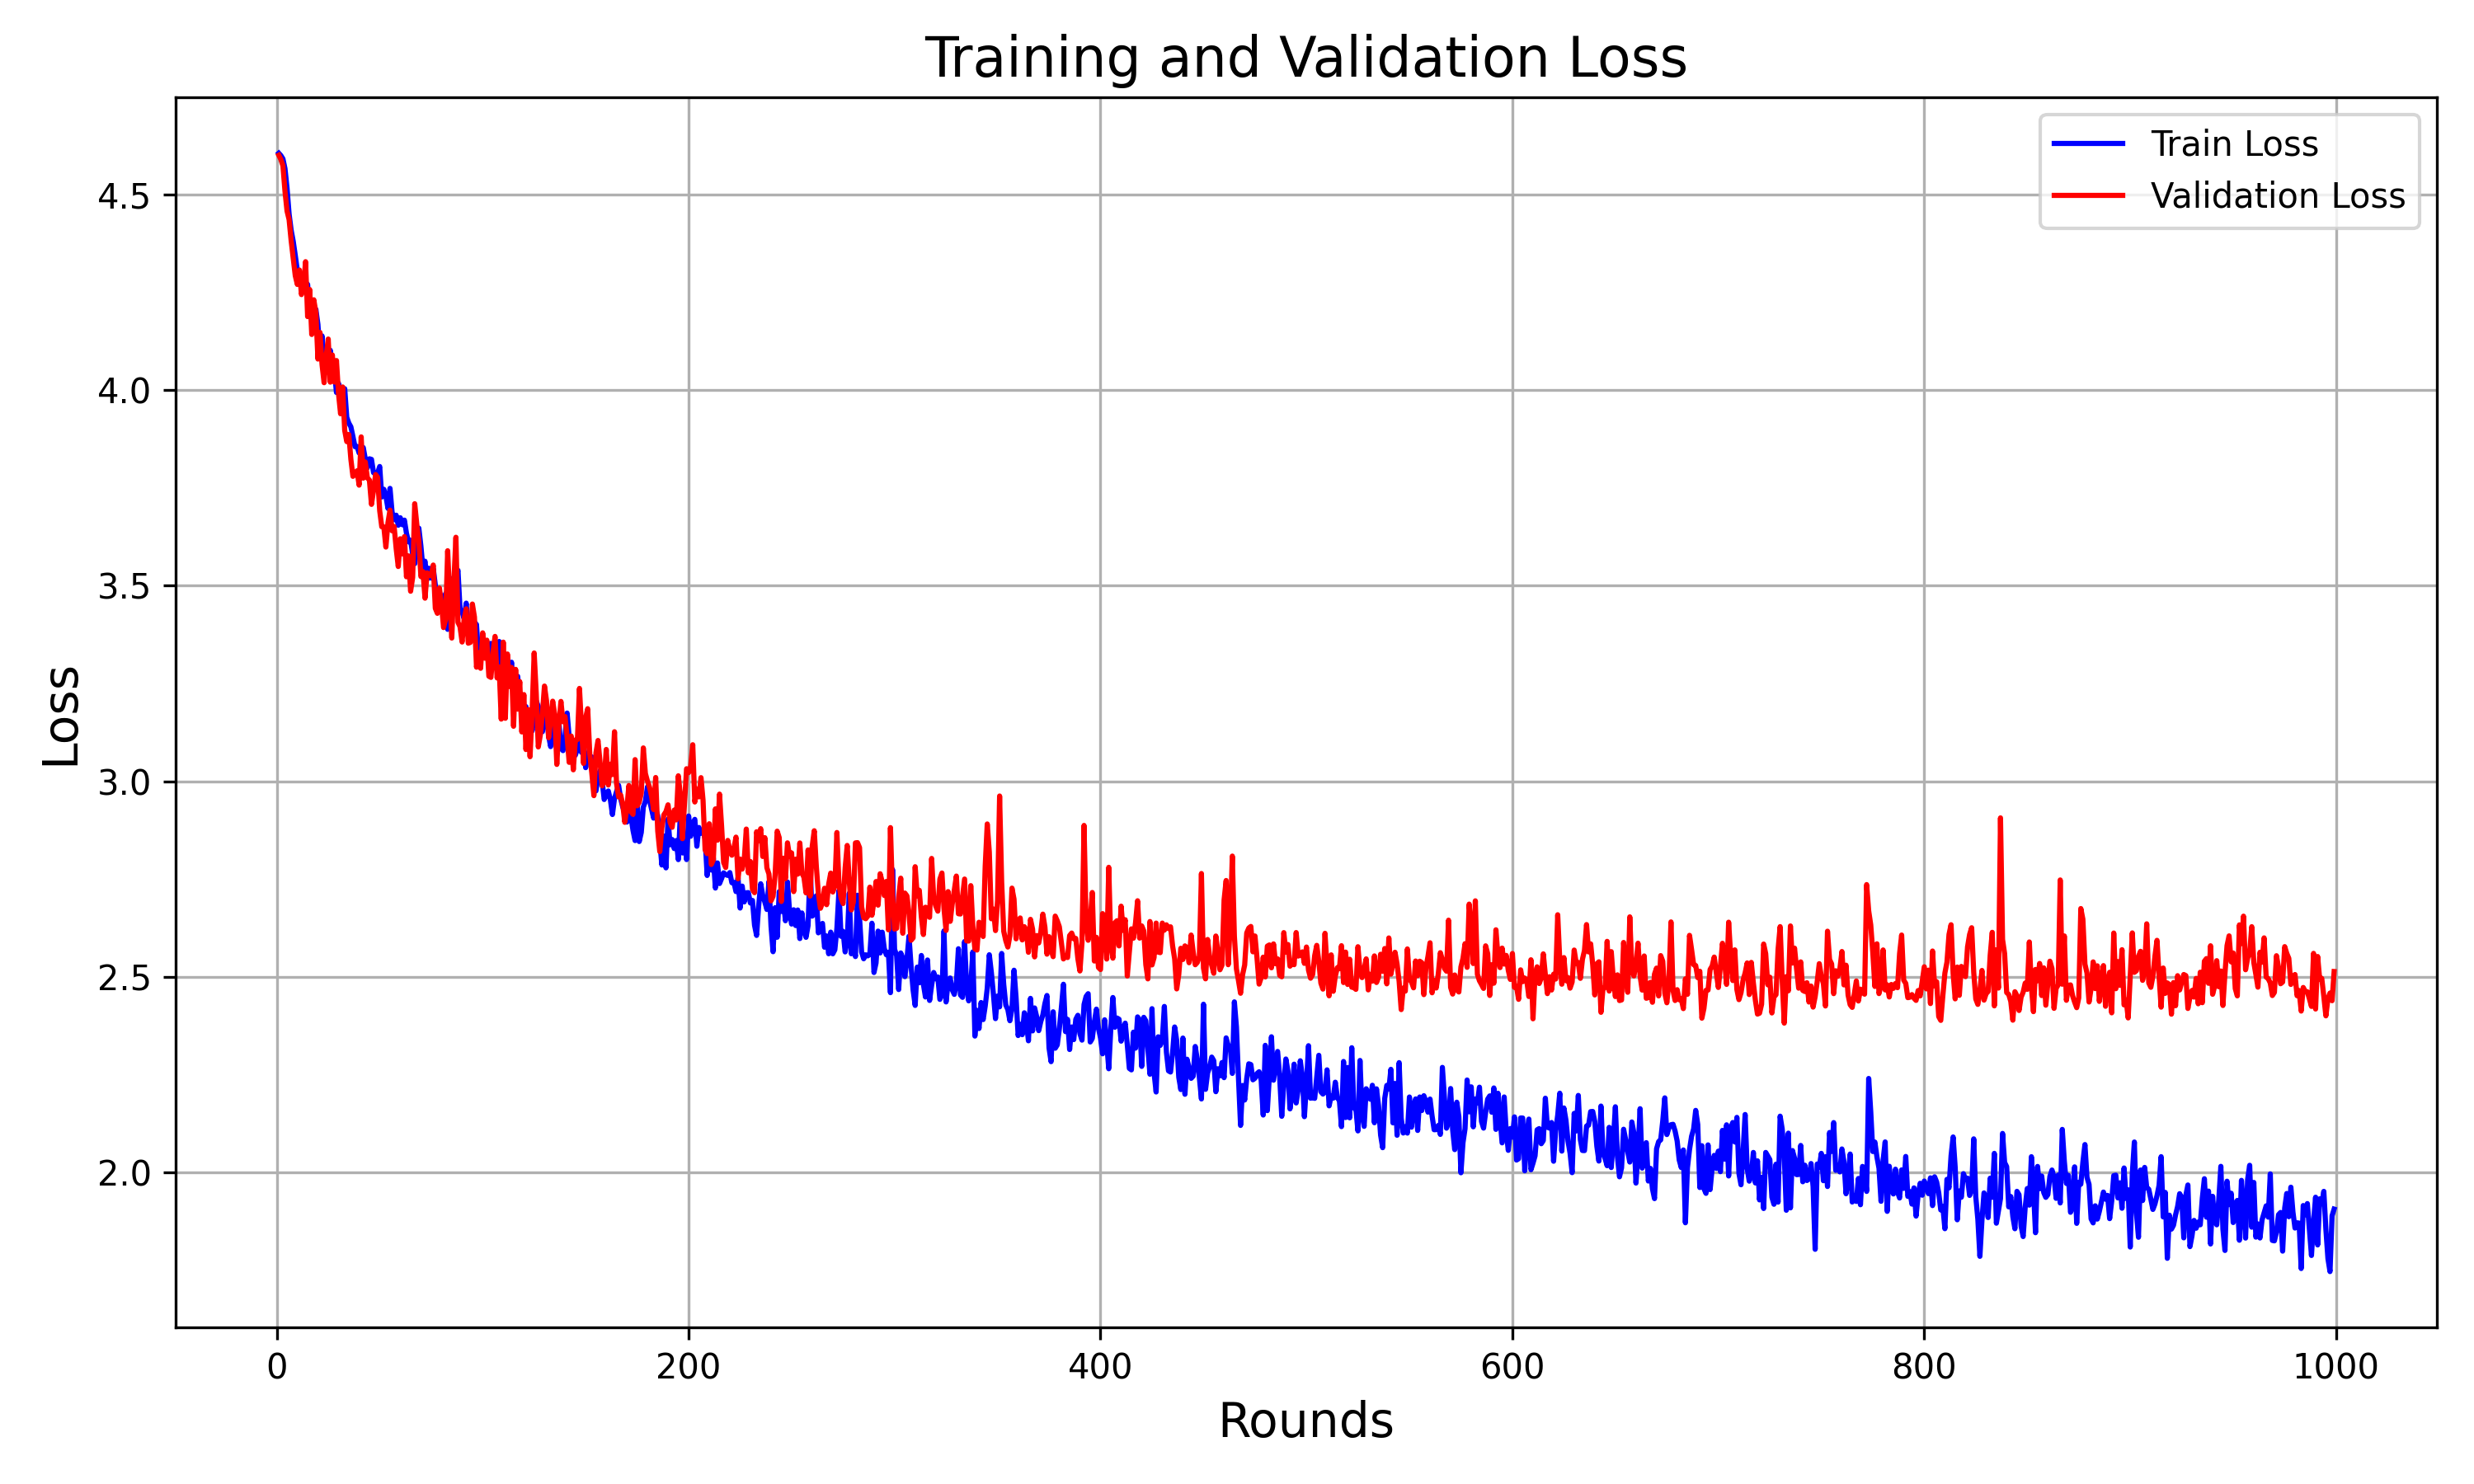 Training and Validation Loss
Train Loss
Validation Loss
4.5
4.0
3.5
3.0
2.5
2.0
Loss
0 200 400 600 800 1000
Rounds